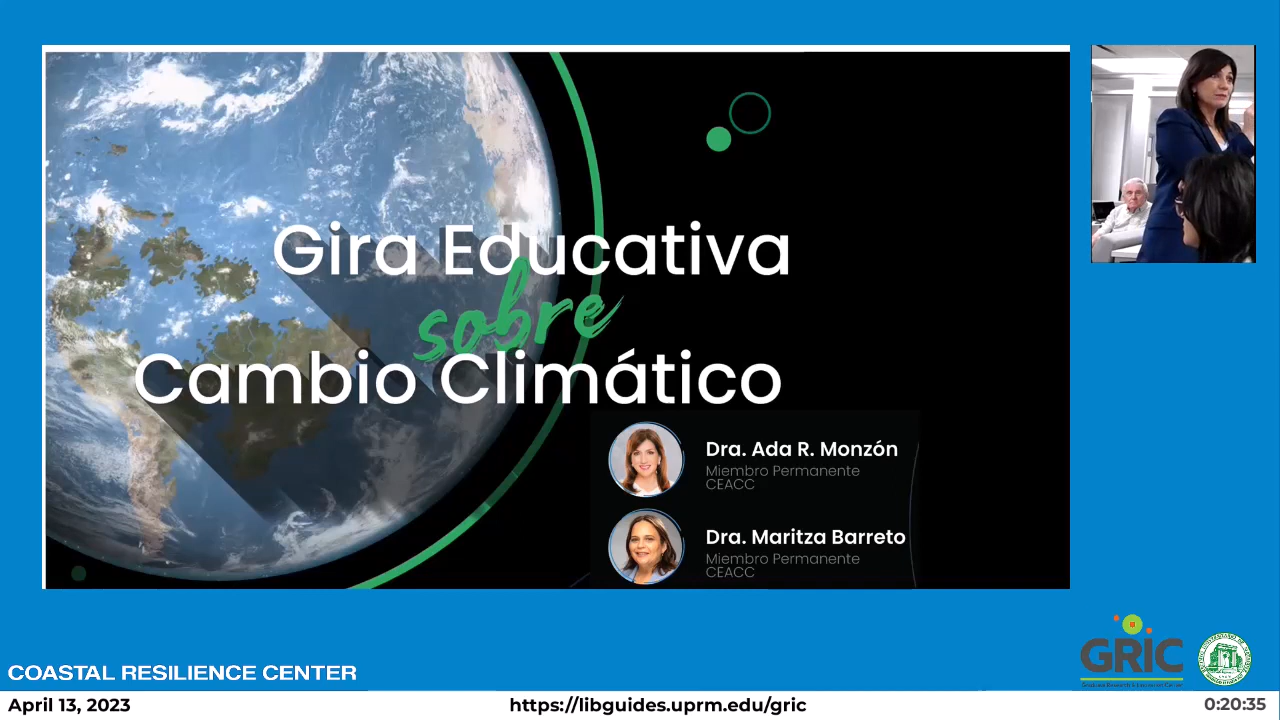 Gira Educativa
sobre
Cambio Climático
Dra. Ada R. Monzón
Miembro Permanente
CEACC
Dra. Maritza Barreto
Miembro Permanente
CEACC
GRIC
COASTAL RESILIENCE CENTER
April 13, 2023
https://libguides.uprm.edu/gric
0:20:35